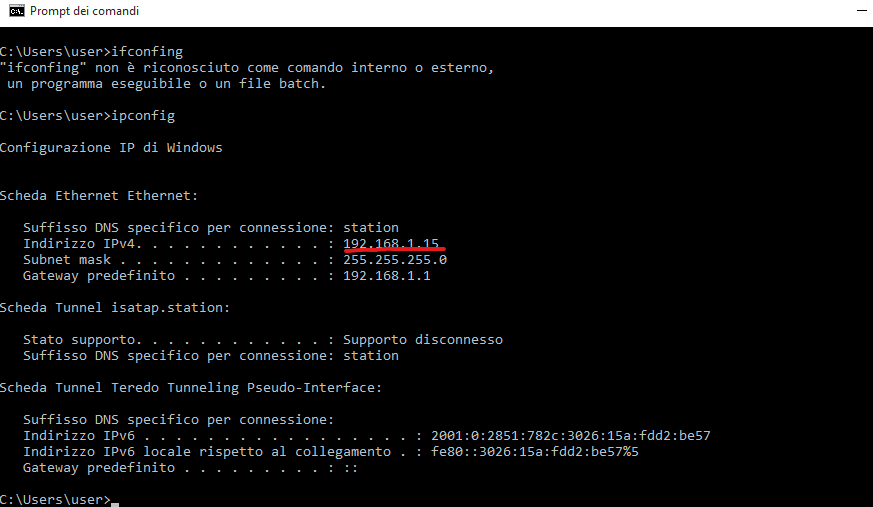 Prompt dei comandi
C:\Users\user>ifconfing
"ifconfing" non è riconosciuto come comando interno o esterno,
 un programma eseguibile o un file batch.
C:\Users\user>ipconfig
Configurazione IP di Windows
Scheda Ethernet Ethernet:
   Suffisso DNS specifico per connessione: station
   Indirizzo IPv4. . . . . . . . . . . . : 192.168.1.15
   Subnet mask . . . . . . . . . . . . . : 255.255.255.0
   Gateway predefinito . . . . . . . . . : 192.168.1.1
Scheda Tunnel isatap.station:
   Stato supporto. . . . . . . . . . . . : Supporto disconnesso
   Suffisso DNS specifico per connessione: station
Scheda Tunnel Teredo Tunneling Pseudo-Interface:
   Suffisso DNS specifico per connessione:
   Indirizzo IPv6 . . . . . . . . . . . . . . . . . : 2001:0:2851:782c:3026:15a:fdd2:be57
   Indirizzo IPv6 locale rispetto al collegamento . : fe80::3026:15a:fdd2:be57%5
   Gateway predefinito . . . . . . . . . : ::
C:\Users\user>